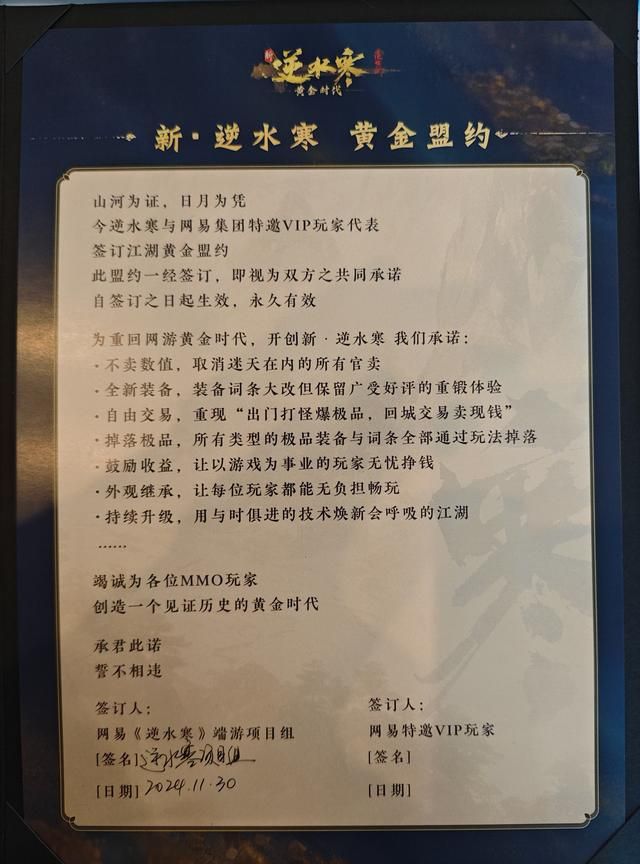 新
逆水寒
黄金时代
新·逆水寒 黄金盟约
山河为证，日月为凭
今逆水寒与网易集团特邀VIP玩家代表
签订江湖黄金盟约
此盟约一经签订，即视为双方之共同承诺
自签订之日起生效，永久有效
为重回网游黄金时代，开创新·逆水寒 我们承诺：
·不卖数值，取消迷天在内的所有官卖
·全新装备，装备词条大改但保留广受好评的重锻体验
·自由交易，重现“出门打怪爆极品，回城交易卖现钱”
·掉落极品，所有类型的极品装备与词条全部通过玩法掉落
·鼓励收益，让以游戏为事业的玩家无忧挣钱
·外观继承，让每位玩家都能无负担畅玩
·持续升级，用与时俱进的技术焕新会呼吸的江湖
……
竭诚为各位MMO玩家
创造一个见证历史的黄金时代
承君此诺
誓不相违
签订人：
网易《逆水寒》端游项目组
[签名] 逆水寒项目组
[日期] 2024.11.30
签订人：
网易特邀VIP玩家
[签名]
[日期]